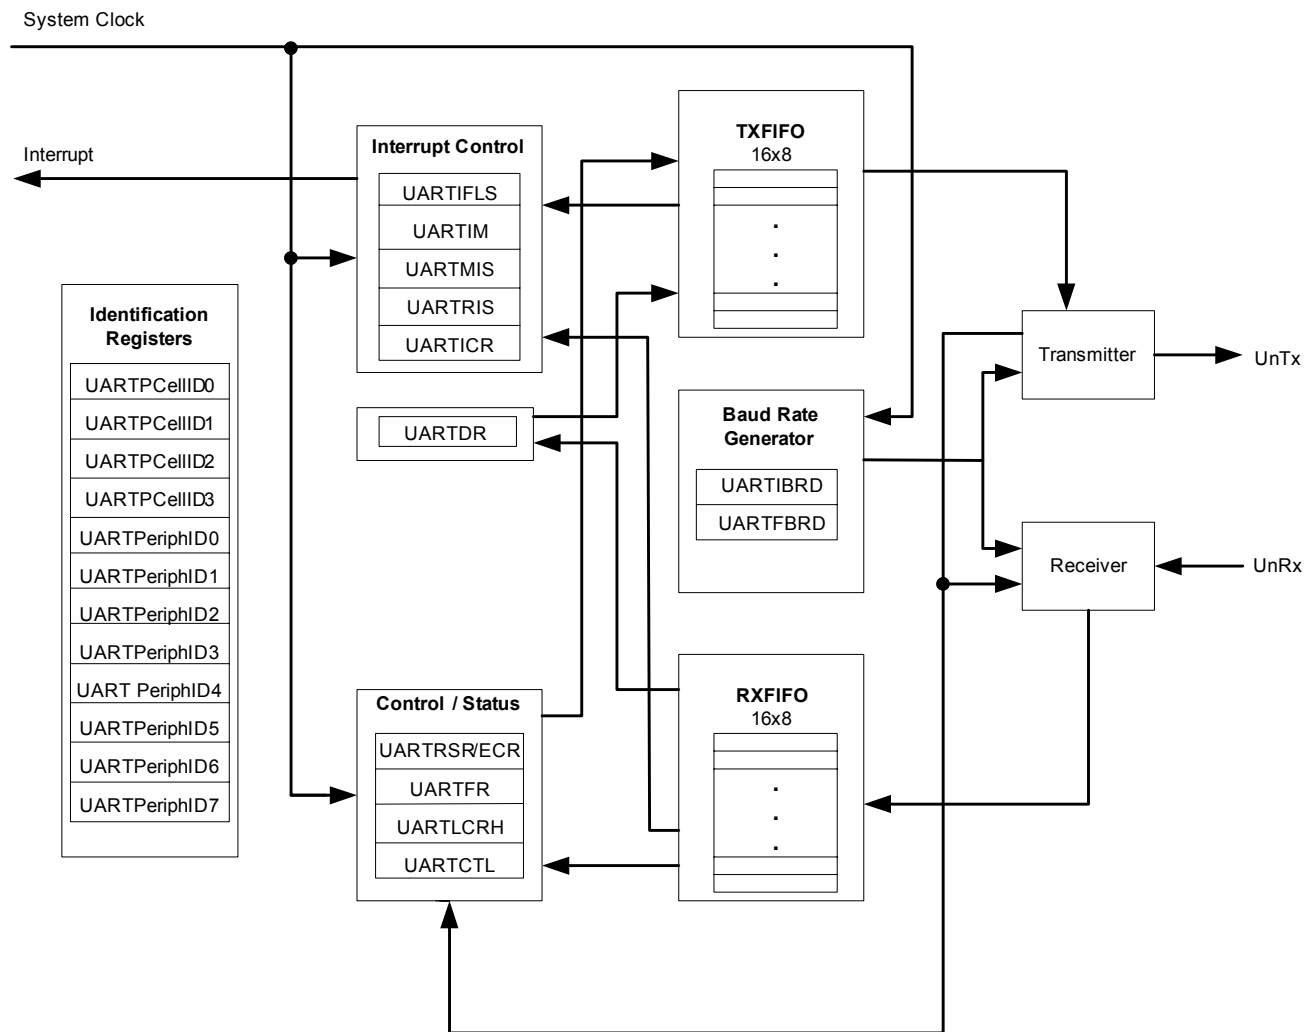 System Clock
Interrupt
Identification
Registers
UARTPCellID0
UARTPCellID1
UARTPCellID2
UARTPCellID3
UARTPeriphID0
UARTPeriphID1
UARTPeriphID2
UARTPeriphID3
UART PeriphID4
UARTPeriphID5
UARTPeriphID6
UARTPeriphID7
Interrupt Control
UARTIFLS
UARTIM
UARTMIS
UARTRIS
UARTICR
UARTDR
Control / Status
UARTRSR/ECR
UARTFR
UARTLCRH
UARTCTL
TXFIFO
16x8
.
.
.
Baud Rate
Generator
UARTIBRD
UARTFBRD
RXFIFO
16x8
.
.
.
Transmitter
UnTx
Receiver
UnRx